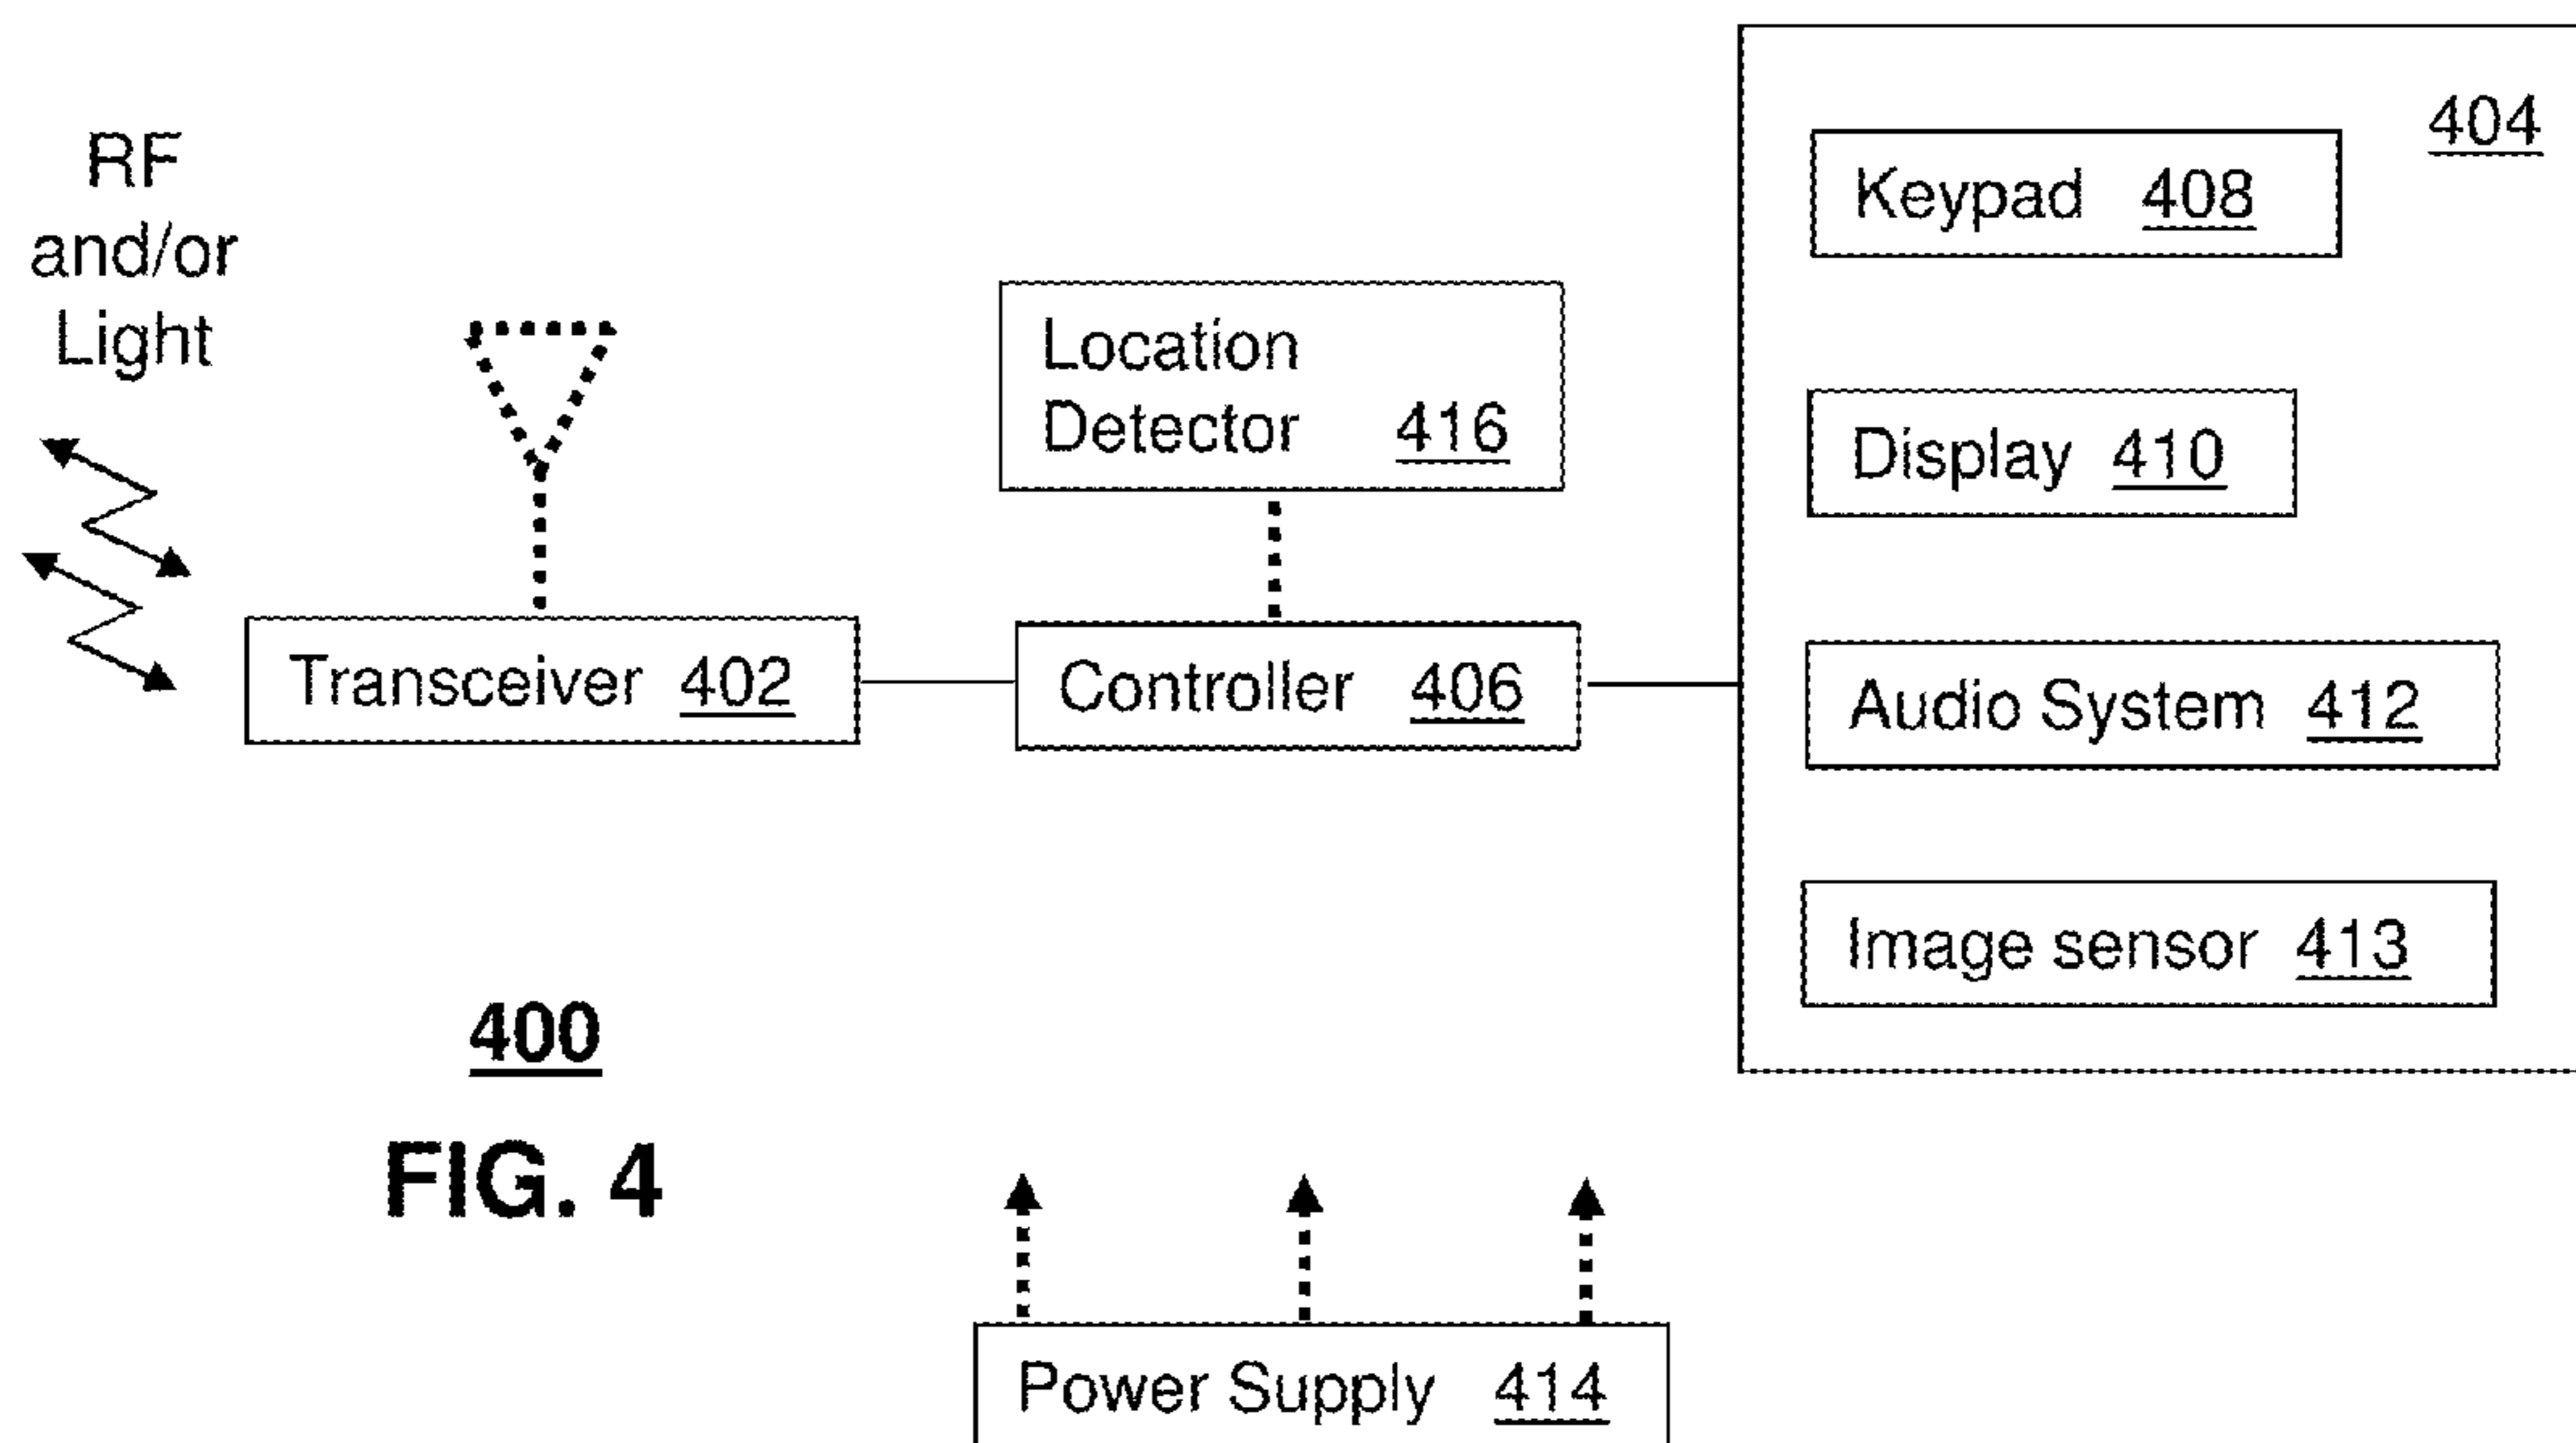 RF
and/or
Light
404
Keypad 408
Location
Detector 416
Display 410
Transceiver 402
Controller 406
Audio System 412
Image sensor 413
400
FIG. 4
Power Supply 414